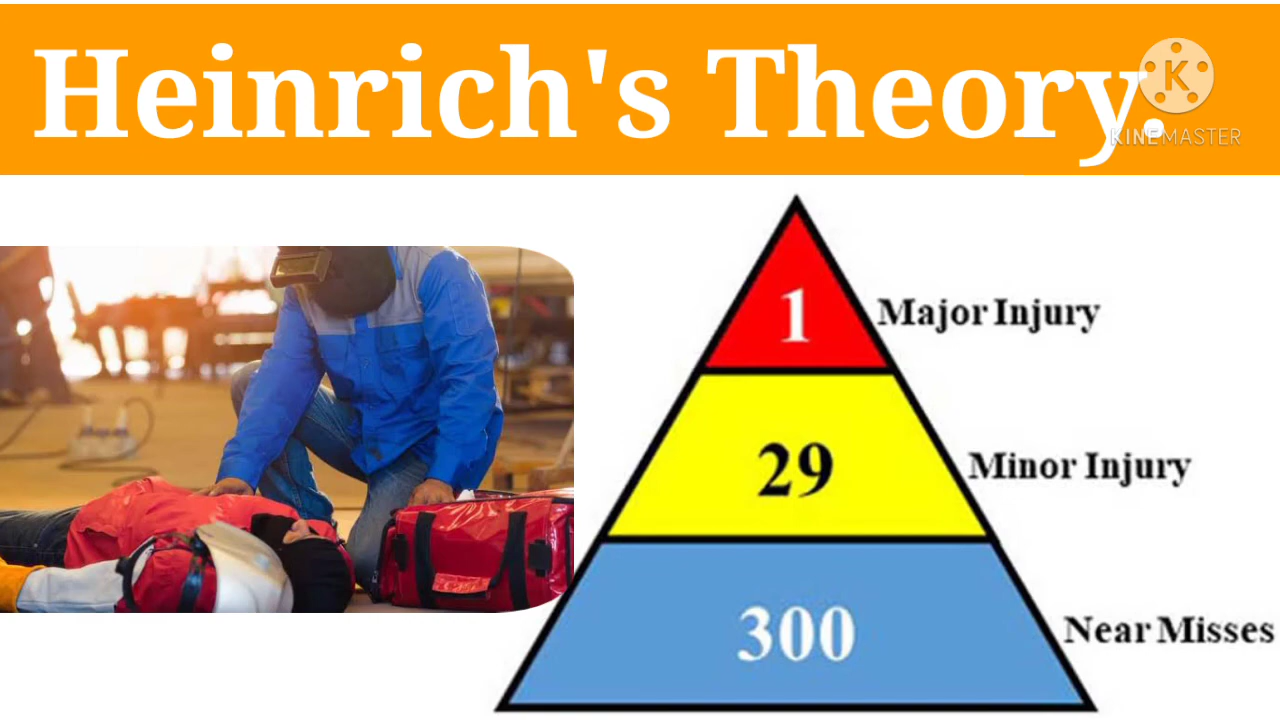 Heinrich's Theory.
K
KINEMASTER
1
Major Injury
29
Minor Injury
300
Near Misses